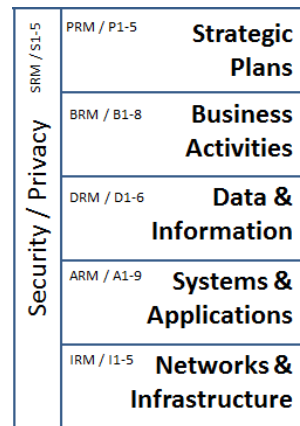 SRM / S1-5
Security / Privacy
PRM / P1-5
Strategic
Plans
BRM / B1-8
Business
Activities
DRM / D1-6
Data &
Information
ARM / A1-9
Systems &
Applications
IRM / I1-5
Networks &
Infrastructure